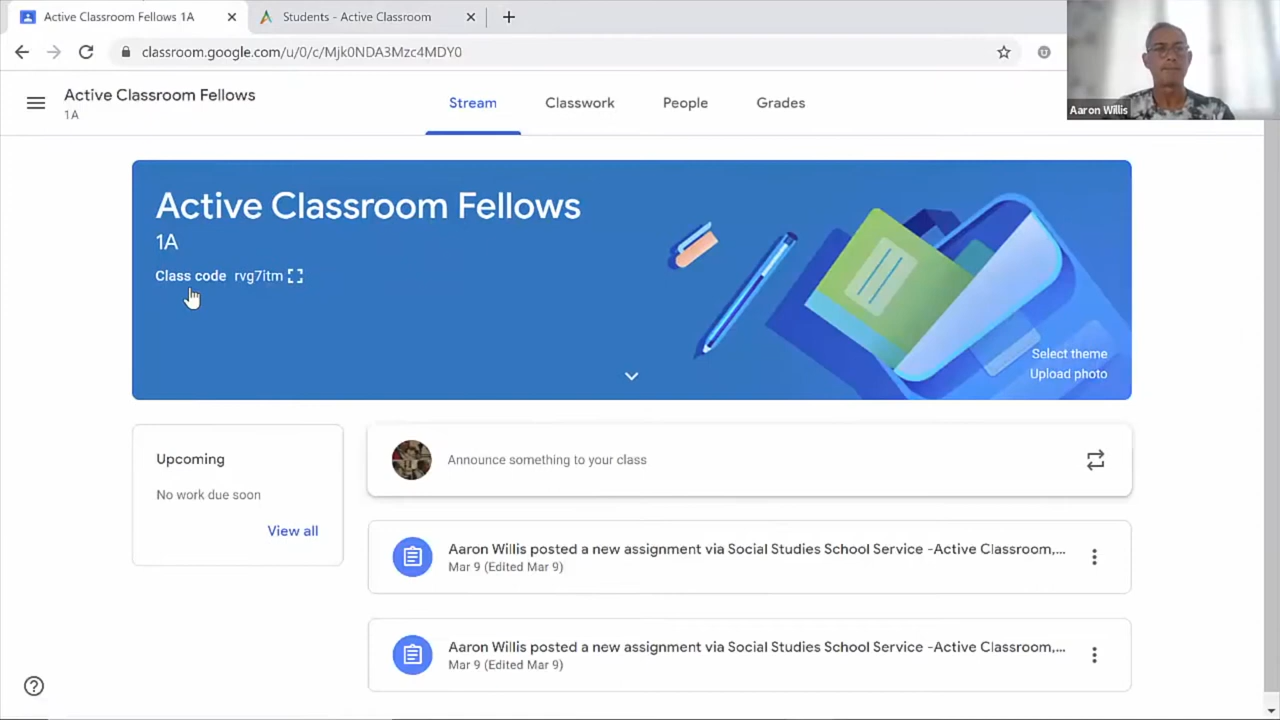 Active Classroom Fellows 1A
Students - Active Classroom
classroom.google.com/u/0/c/Mjk0NDA3Mzc4MDY0
Aaron Willis
Active Classroom Fellows
1A
Stream
Classwork
People
Grades
Active Classroom Fellows
1A
Class code rvg7itm
Select theme
Upload photo
Upcoming
No work due soon
View all
Announce something to your class
Aaron Willis posted a new assignment via Social Studies School Service -Active Classroom,...
Mar 9 (Edited Mar 9)
Aaron Willis posted a new assignment via Social Studies School Service -Active Classroom,...
Mar 9 (Edited Mar 9)